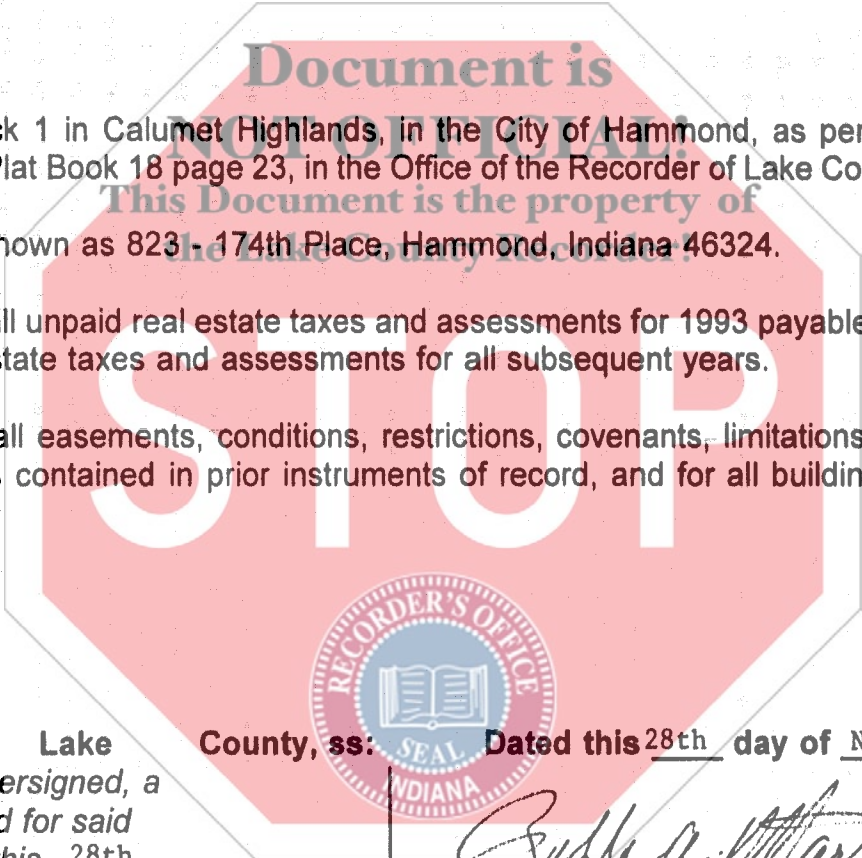 Document is
NOT OFFICIAL!
ck 1 in Calumet Highlands, in the City of Hammond, as per
Plat Book 18 page 23, in the Office of the Recorder of Lake Co
This Document is the property of
the Lake County Recorder!
nown as 823 - 174th Place, Hammond, Indiana 46324.
ll unpaid real estate taxes and assessments for 1993 payable
state taxes and assessments for all subsequent years.
STOP
all easements, conditions, restrictions, covenants, limitations
contained in prior instruments of record, and for all buildin
RECORDER'S OFFICE
SEAL
INDIANA
Lake County, ss: Dated this 28th day of N
ersigned, a
d for said
this 28th